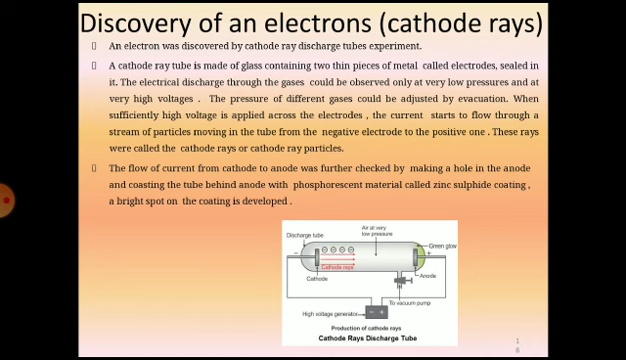 Discovery of an electrons (cathode rays)
An electron was discovered by cathode ray discharge tubes experiment.
A cathode ray tube is made of glass containing two thin pieces of metal called electrodes, sealed in
it. The electrical discharge through the gases could be observed only at very low pressures and at
very high voltages . The pressure of different gases could be adjusted by evacuation. When
sufficiently high voltage is applied across the electrodes , the current starts to flow through a
stream of particles moving in the tube from the negative electrode to the positive one . These rays
were called the cathode rays or cathode ray particles.
The flow of current from cathode to anode was further checked by making a hole in the anode
and coasting the tube behind anode with phosphorescent material called zinc sulphide coating ,
a bright spot on the coating is developed .
Air at very
low pressure
Discharge tube
Green glow
Cathode rays
Cathode
Anode
To vacuum pump
High voltage generator
− +
Production of cathode rays
Cathode Rays Discharge Tube
1
6